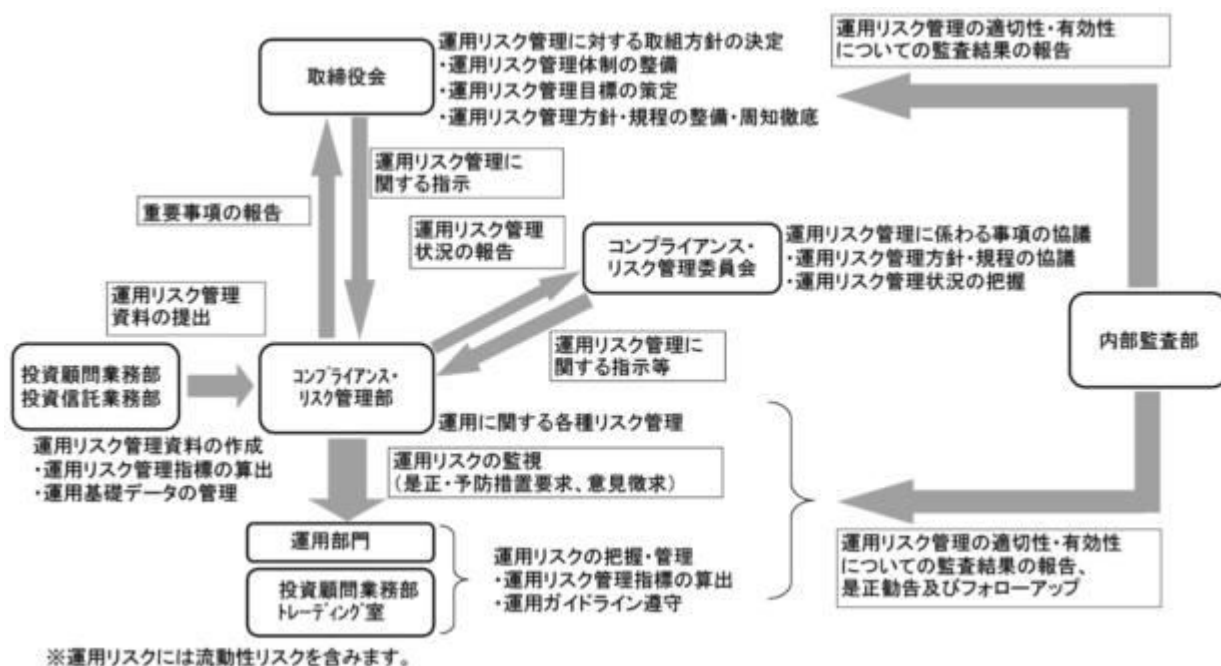 取締役会
運用リスク管理に対する取組方針の決定
・運用リスク管理体制の整備
・運用リスク管理目標の策定
・運用リスク管理方針・規程の整備・周知徹底
運用リスク管理の適切性・有効性
についての監査結果の報告
運用リスク管理に
関する指示
重要事項の報告
運用リスク管理
状況の報告
コンプライアンス・
リスク管理委員会
運用リスク管理に係わる事項の協議
・運用リスク管理方針・規程の協議
・運用リスク管理状況の把握
運用リスク管理
資料の提出
運用リスク管理に
関する指示等
内部監査部
投資顧問業務部
投資信託業務部
コンプライアンス・
リスク管理部
運用に関する各種リスク管理
運用リスク管理資料の作成
・運用リスク管理指標の算出
・運用基礎データの管理
運用リスクの監視
(是正・予防措置要求、意見徴求)
運用部門
投資顧問業務部
トレーディング室
運用リスクの把握・管理
・運用リスク管理指標の算出
・運用ガイドライン遵守
運用リスク管理の適切性・有効性
についての監査結果の報告、
是正勧告及びフォローアップ
※運用リスクには流動性リスクを含みます。